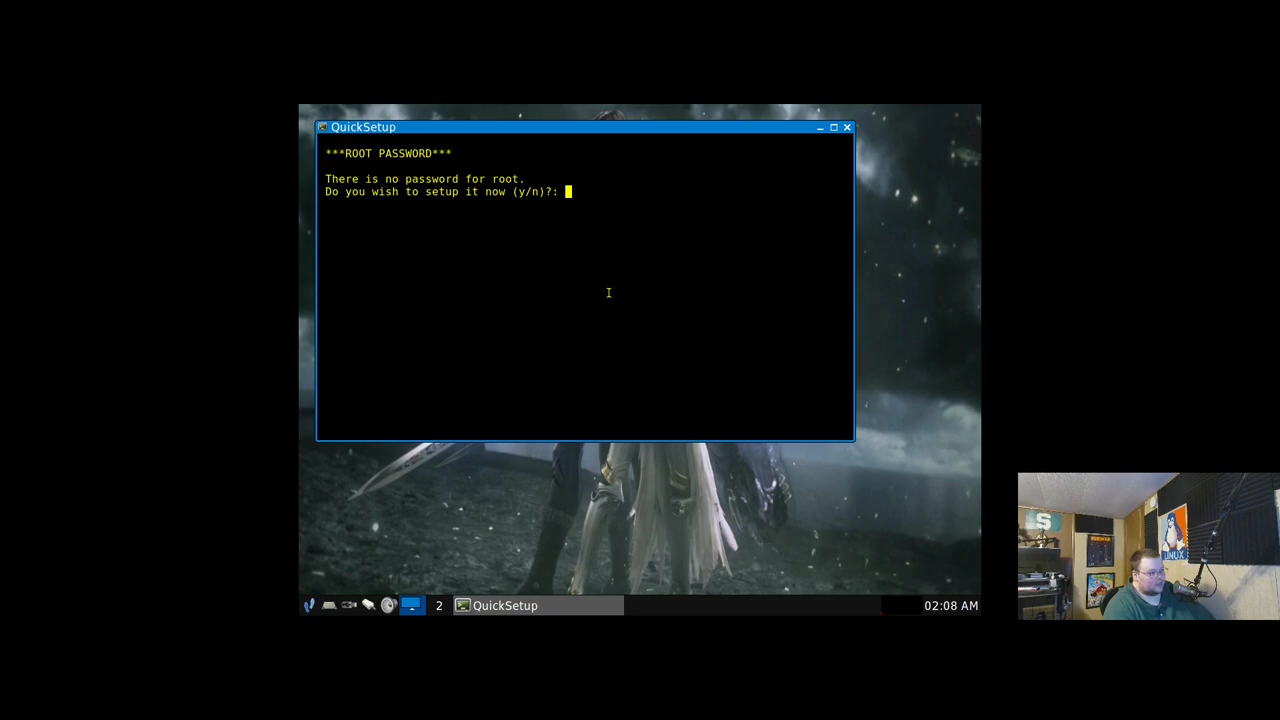 QuickSetup
***ROOT PASSWORD***
There is no password for root.
Do you wish to setup it now (y/n)?:
2
QuickSetup
02:08 AM
S
LINUX